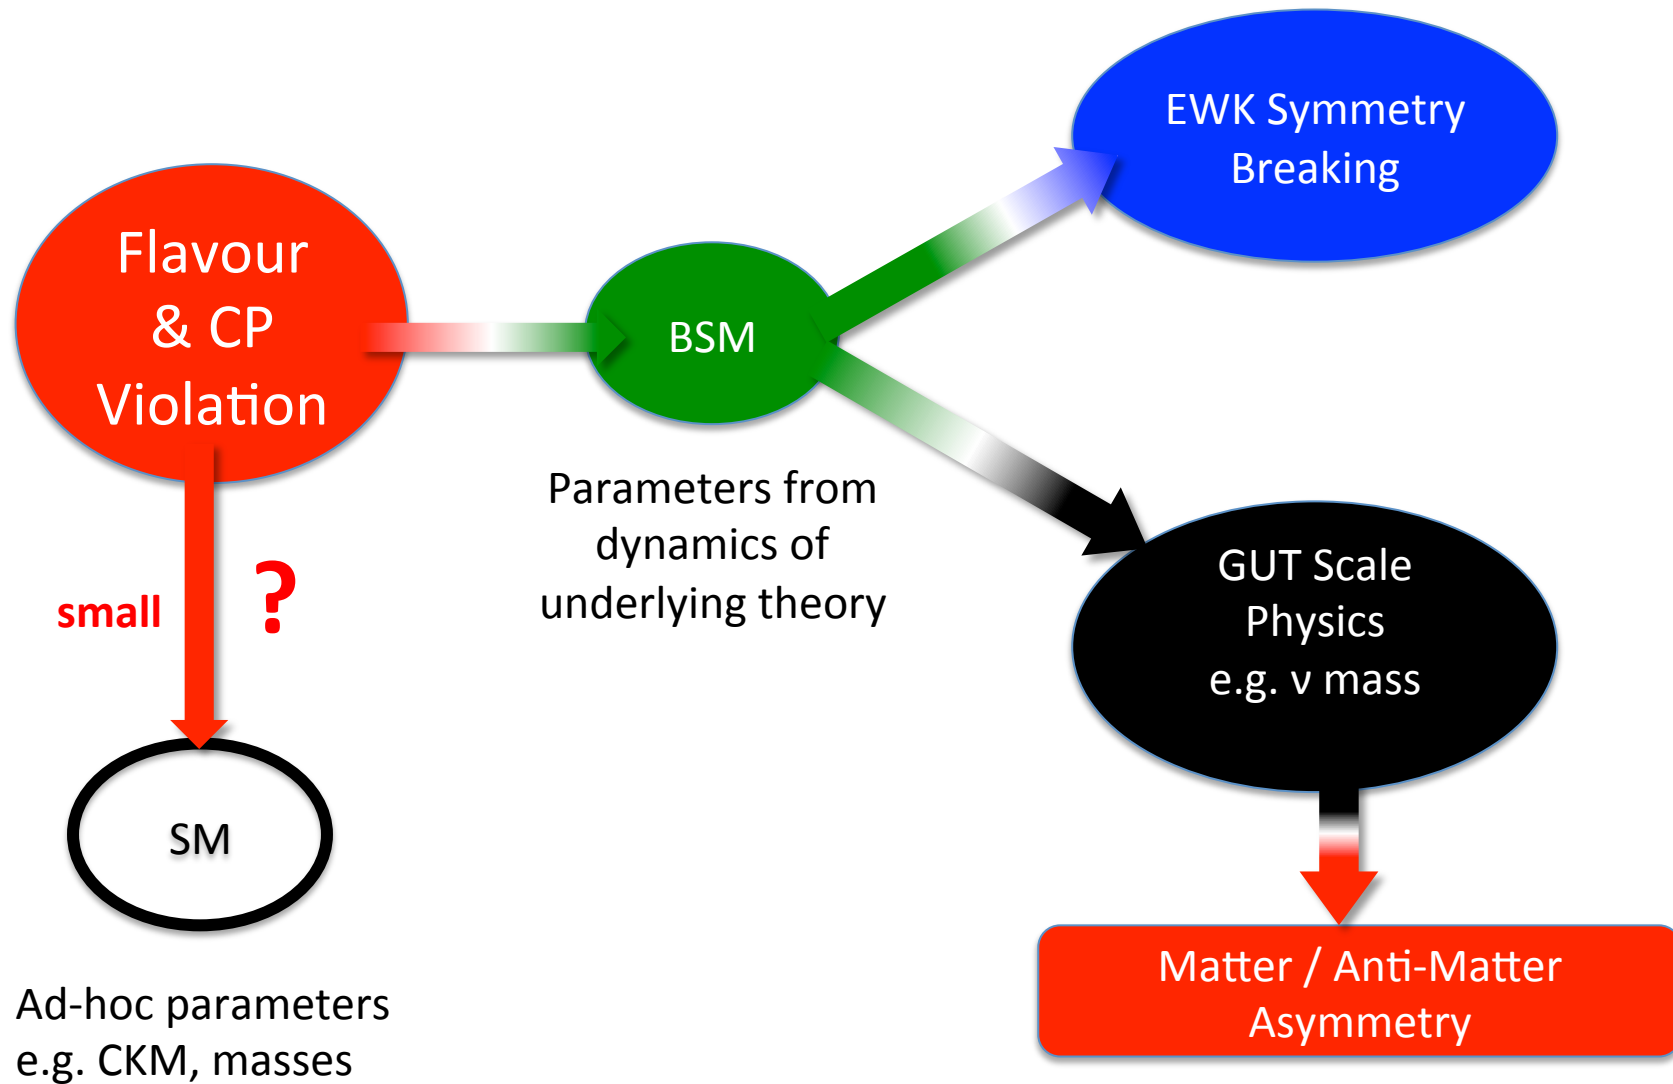 Flavour
& CP
Violation
BSM
EWK Symmetry
Breaking
Parameters from
dynamics of
underlying theory
small
?
GUT Scale
Physics
e.g. ν mass
SM
Ad-hoc parameters
e.g. CKM, masses
Matter / Anti-Matter
Asymmetry